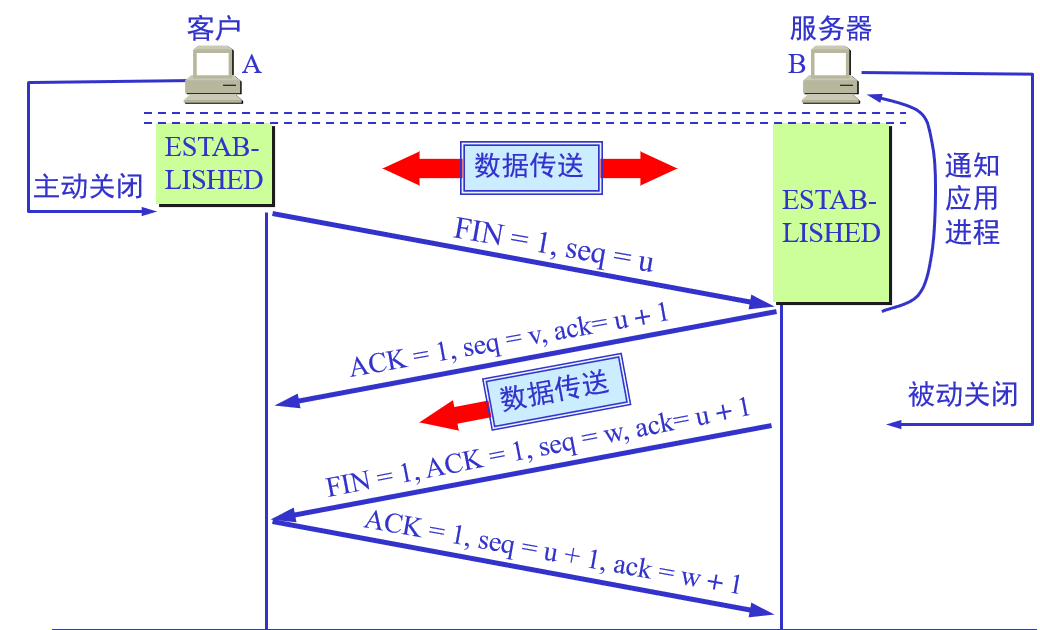 客户
服务器
A
B
ESTAB-
LISHED
数据传送
ESTAB-
LISHED
通知
应用
进程
主动关闭
FIN = 1, seq = u
ACK = 1, seq = v, ack= u + 1
数据传送
被动关闭
FIN = 1, ACK = 1, seq = w, ack= u + 1
ACK = 1, seq = u + 1, ack = w + 1